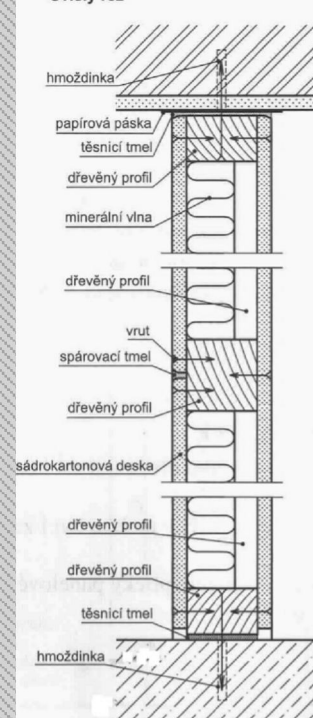 hmoždinka
papírová páska
těsnicí tmel
dřevěný profil
minerální vlna
dřevěný profil
vrut
spárovací tmel
dřevěný profil
sádrokartonová deska
dřevěný profil
dřevěný profil
těsnicí tmel
hmoždinka